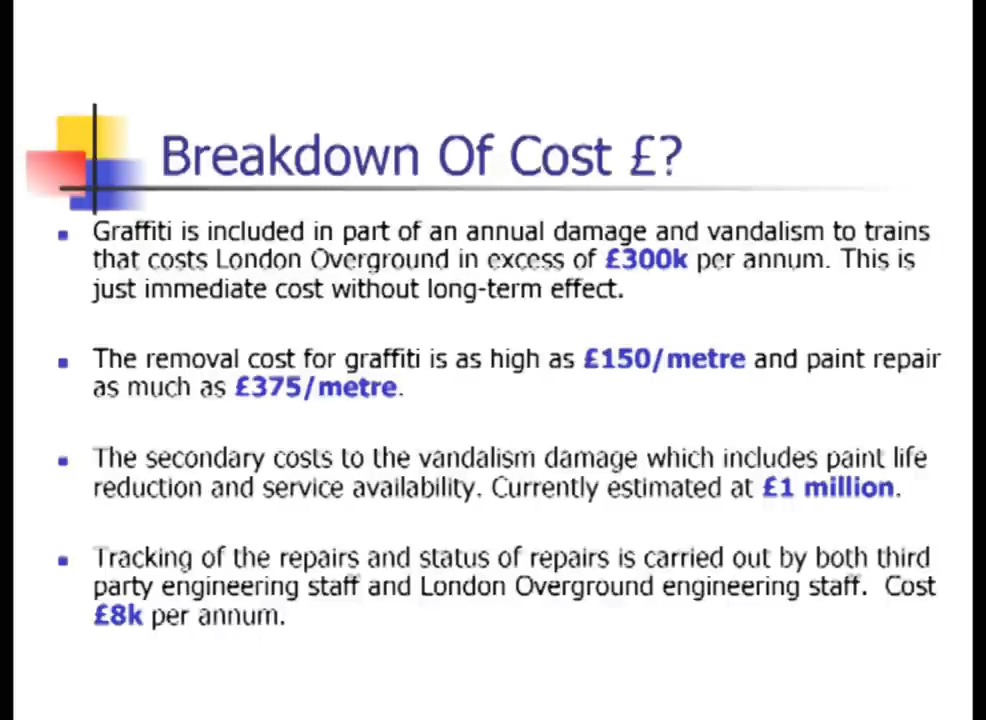 Breakdown Of Cost £?
Graffiti is included in part of an annual damage and vandalism to trains
that costs London Overground in excess of £300k per annum. This is
just immediate cost without long-term effect.
The removal cost for graffiti is as high as £150/metre and paint repair
as much as £375/metre.
The secondary costs to the vandalism damage which includes paint life
reduction and service availability. Currently estimated at £1 million.
Tracking of the repairs and status of repairs is carried out by both third
party engineering staff and London Overground engineering staff.  Cost
£8k per annum.